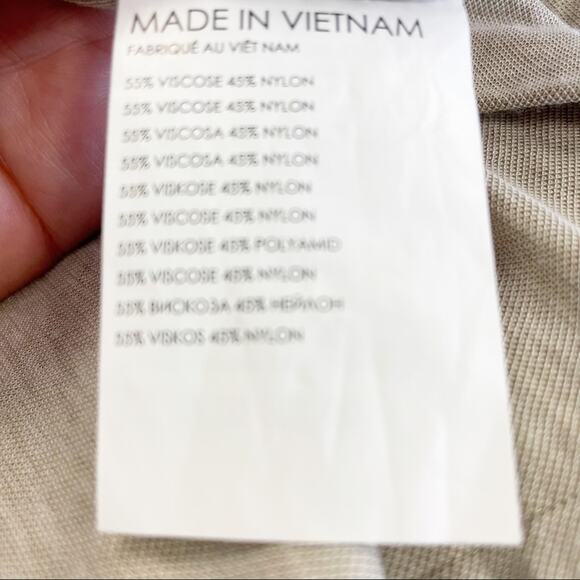 MADE IN VIETNAM
FABRIQUÉ AU VIÊT NAM
55% VISCOSE 45% NYLON
55% VISCOSE 45% NYLON
55% VISCOSA 45% NYLON
55% VISCOSA 45% NYLON
55% VISKOSE 45% NYLON
55% VISCOSE 45% NYLON
55% VISKOSE 45% POLYAMID
55% VISCOSE 45% NYLON
55% ВИСКОЗА 45% НЕЙЛОН
55% VISKOS 45% NYLON